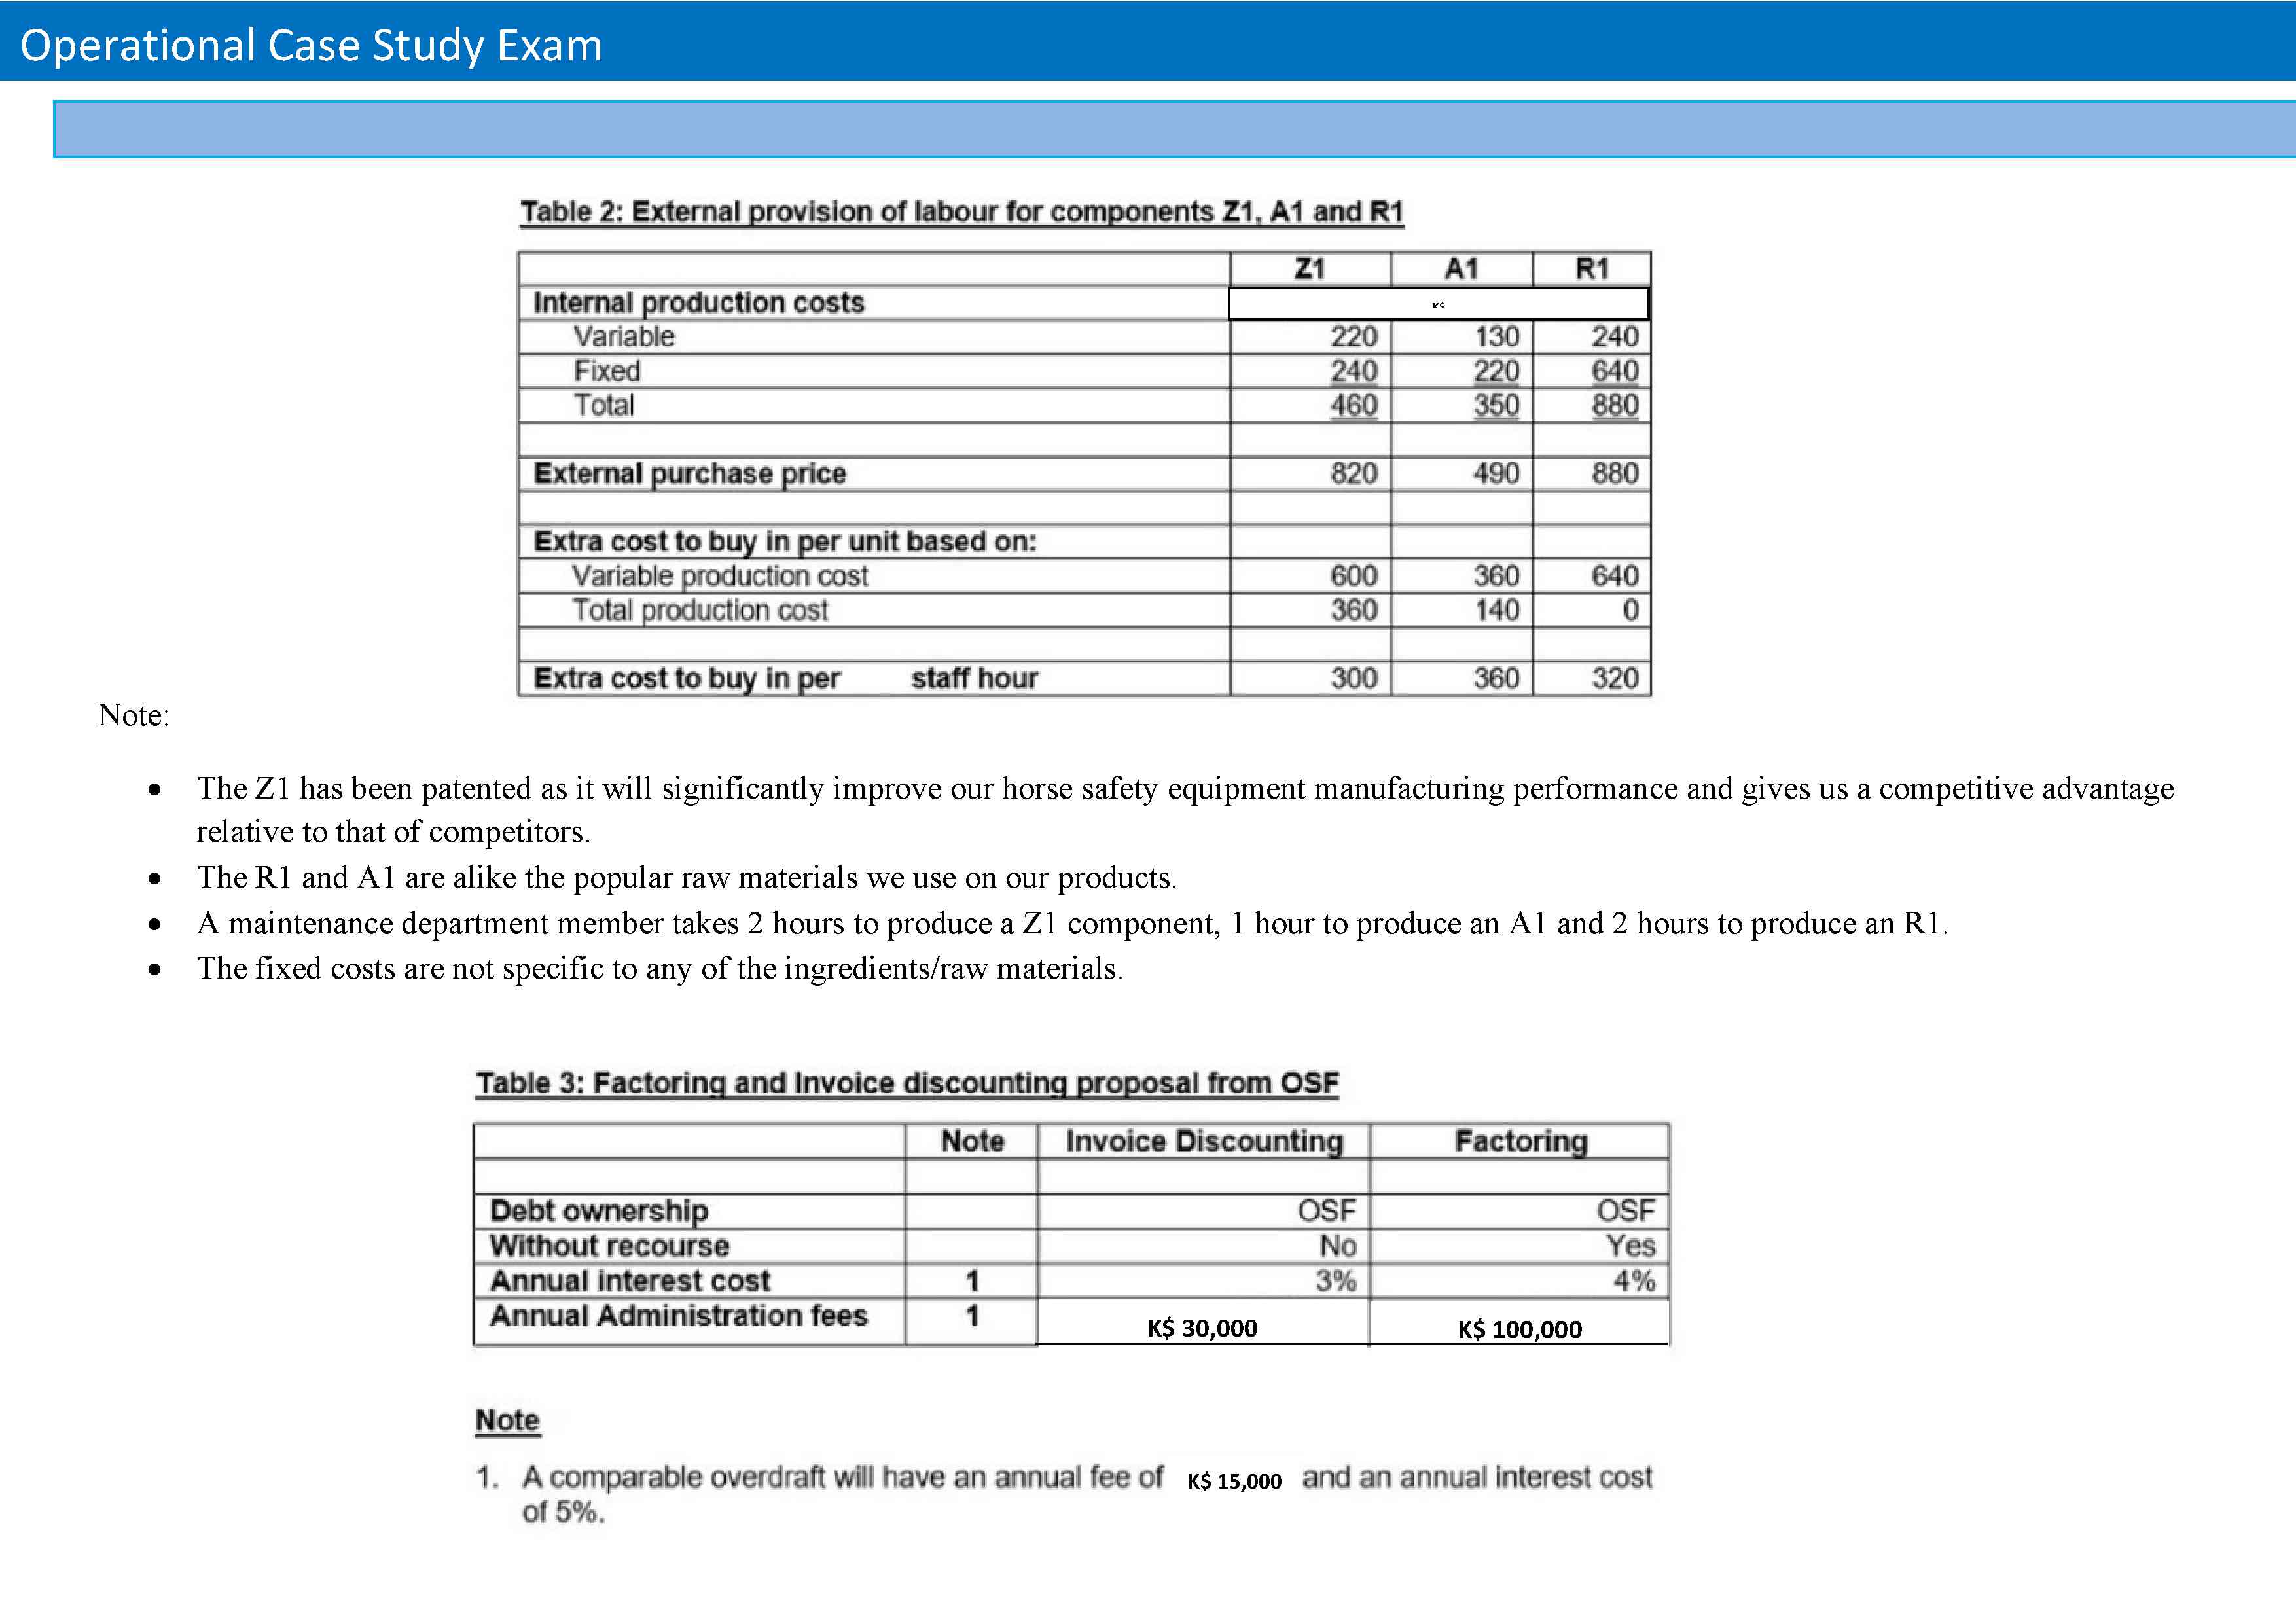 Operational Case Study Exam
Table 2: External provision of labour for components Z1, A1 and R1
Z1 A1 R1
Internal production costs K$
Variable 220 130 240
Fixed 240 220 640
Total 460 350 880
External purchase price 820 490 880
Extra cost to buy in per unit based on:
Variable production cost 600 360 640
Total production cost 360 140 0
Extra cost to buy in per staff hour 300 360 320
Note:
• The Z1 has been patented as it will significantly improve our horse safety equipment manufacturing performance and gives us a competitive advantage
relative to that of competitors.
• The R1 and A1 are alike the popular raw materials we use on our products.
• A maintenance department member takes 2 hours to produce a Z1 component, 1 hour to produce an A1 and 2 hours to produce an R1.
• The fixed costs are not specific to any of the ingredients/raw materials.
Table 3: Factoring and Invoice discounting proposal from OSF
Note Invoice Discounting Factoring
Debt ownership OSF OSF
Without recourse No Yes
Annual interest cost 1 3% 4%
Annual Administration fees 1 K$ 30,000 K$ 100,000
Note
1. A comparable overdraft will have an annual fee of K$ 15,000 and an annual interest cost
of 5%.